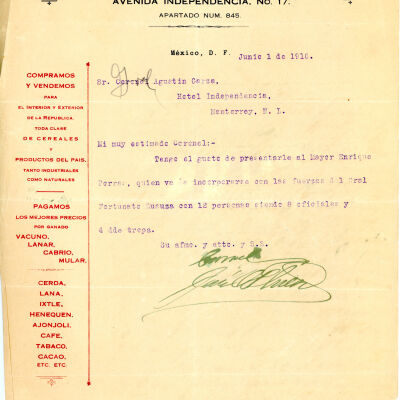 AVENIDA INDEPENDENCIA, No. 17.
APARTADO NUM. 845.
México, D. F.
Junio 1 de 1916.
COMPRAMOS
Y VENDEMOS
PARA
EL INTERIOR Y EXTERIOR
DE LA REPUBLICA.
TODA CLASE
DE CEREALES
Y
PRODUCTOS DEL PAIS,
TANTO INDUSTRIALES
COMO NATURALES
PAGAMOS
LOS MEJORES PRECIOS
POR GANADO
VACUNO,
LANAR,
CABRIO,
MULAR.
CERDA,
LANA,
IXTLE,
HENEQUEN,
AJONJOLI.
CAFE,
TABACO,
CACAO,
ETC. ETC.
Sr. Coronel Agustin Garza.
Hotel Independencia,
Monterrey, N. L.
Mi muy estimado Coronel:-
Tengo el gusto de presentarle al Mayor Enrique
Porras, quien va a incorporarse con las fuerzas del Gral
Fortunato Zuazua con 12 personas siendo 8 oficiales y
4 dde tropa.
Su afmo. y atto. y S.S.